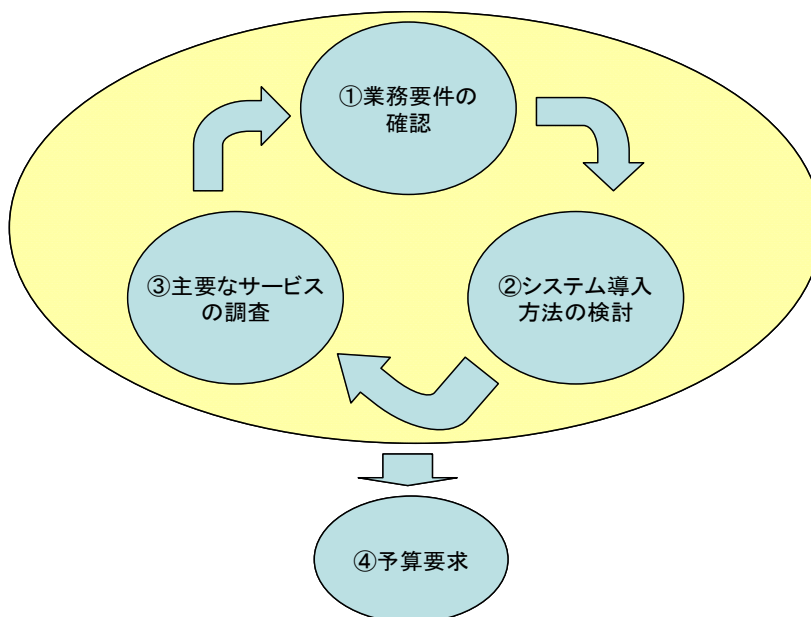 ①業務要件の
確認
②システム導入
方法の検討
③主要なサービス
の調査
④予算要求